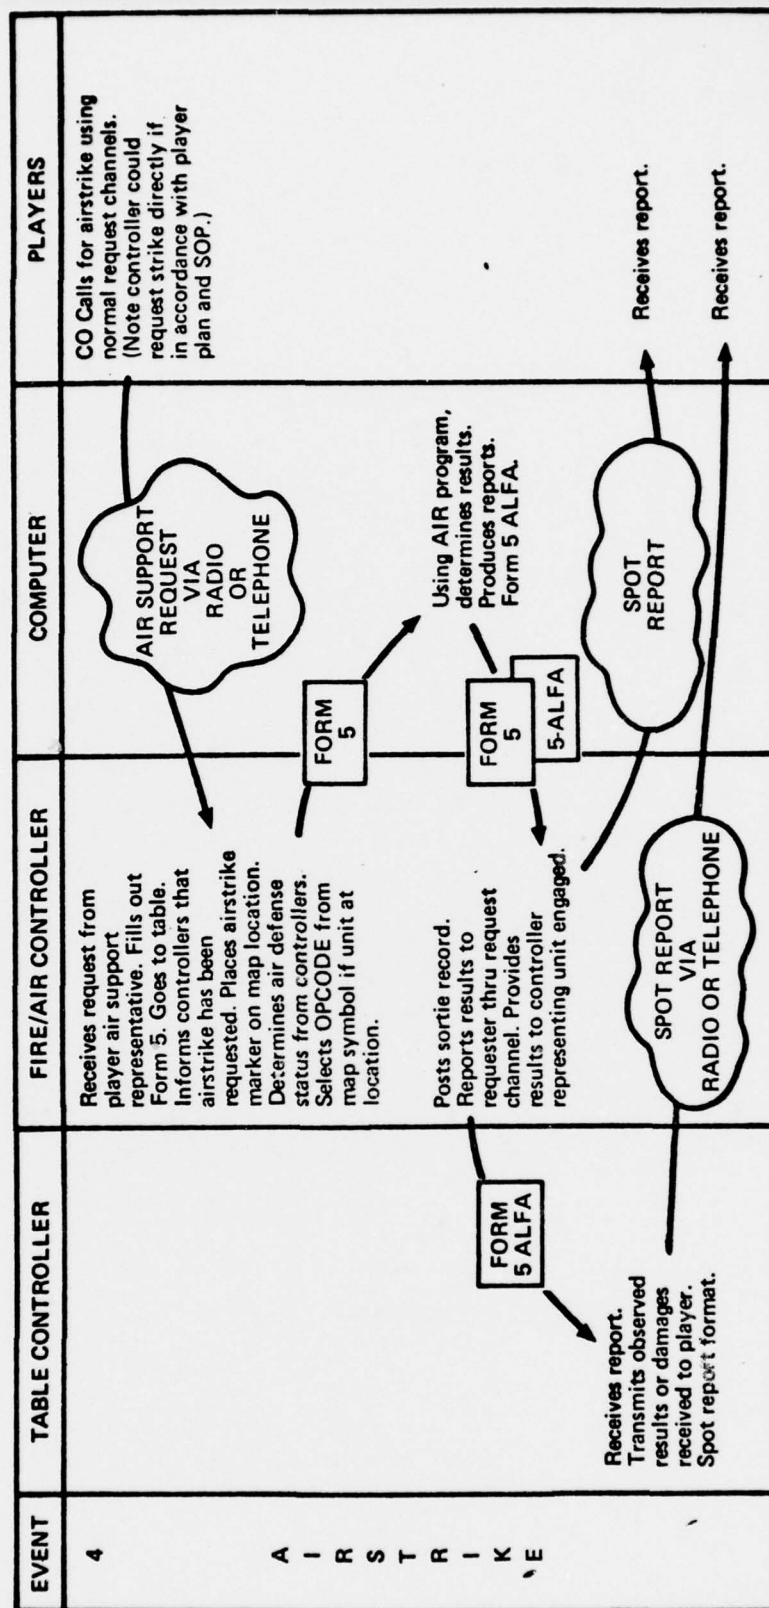 EVENT
TABLE CONTROLLER
FIRE/AIR CONTROLLER
COMPUTER
PLAYERS
4
A
I
R
S
T
R
I
K
E
CO Calls for airstrike using
normal request channels.
(Note controller could
request strike directly if
in accordance with player
plan and SOP.)
AIR SUPPORT
REQUEST
VIA
RADIO
OR
TELEPHONE
Receives request from
player air support
representative. Fills out
Form 5. Goes to table.
Informs controllers that
airstrike has been
requested. Places airstrike
marker on map location.
Determines air defense
status from controllers.
Selects OPCODE from
map symbol if unit at
location.
FORM
5
Using AIR program,
determines results.
Produces reports.
Form 5 ALFA.
FORM
5
5-ALFA
Posts sortie record.
Reports results to
requester thru request
channel. Provides
results to controller
representing unit engaged.
FORM
5 ALFA
Receives report.
Transmits observed
results or damages
received to player.
Spot report format.
SPOT
REPORT
Receives report.
SPOT REPORT
VIA
RADIO OR TELEPHONE
Receives report.